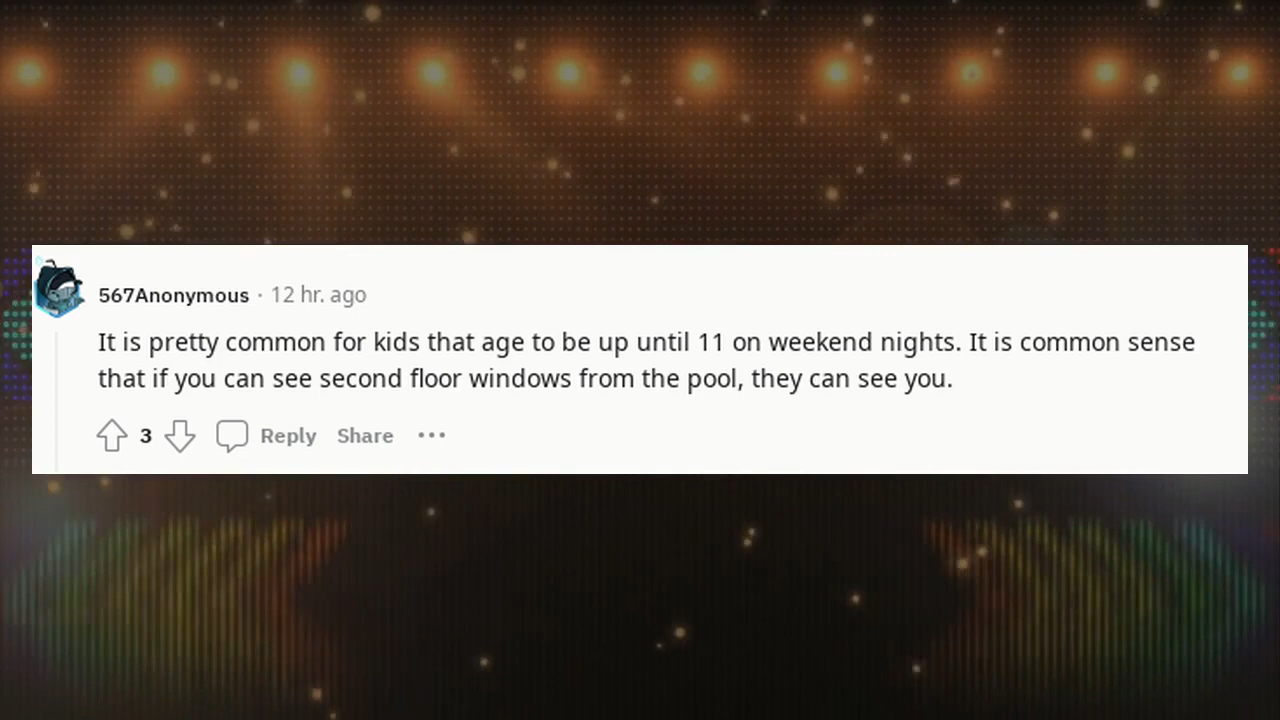 567Anonymous · 12 hr. ago
It is pretty common for kids that age to be up until 11 on weekend nights. It is common sense
that if you can see second floor windows from the pool, they can see you.
3 Reply Share •••